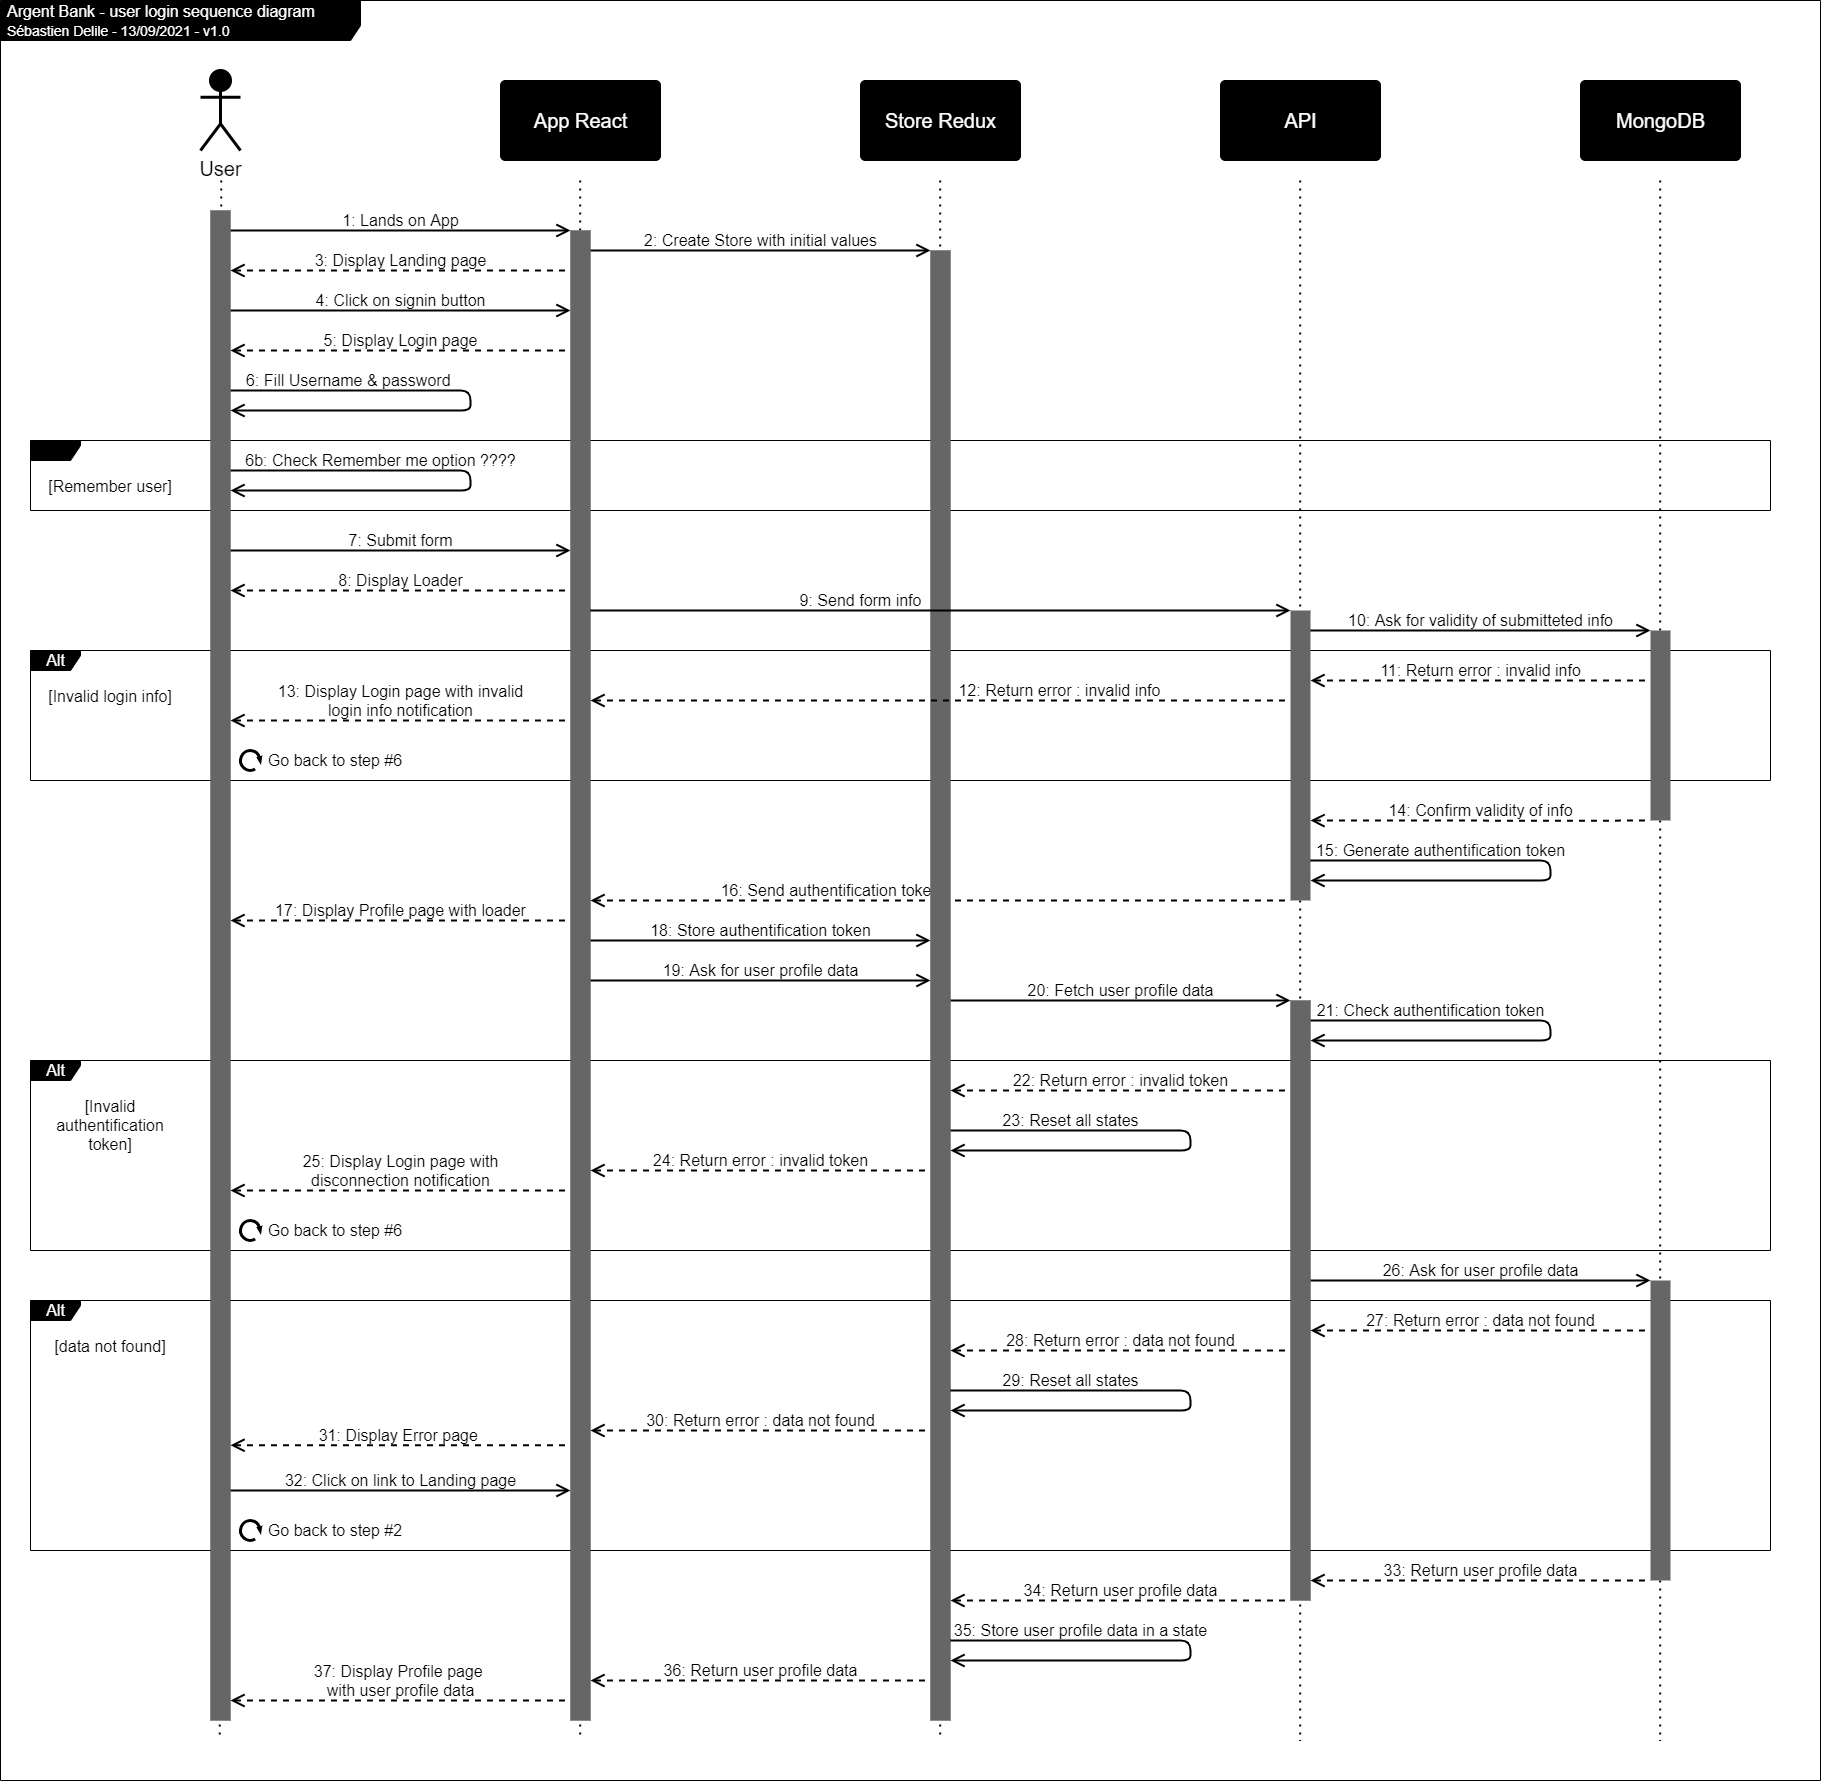 Argent Bank - user login sequence diagram
Sébastien Delile - 13/09/2021 - v1.0
User
App React
Store Redux
API
MongoDB
1: Lands on App
2: Create Store with initial values
3: Display Landing page
4: Click on signin button
5: Display Login page
6: Fill Username & password
6b: Check Remember me option ????
[Remember user]
7: Submit form
8: Display Loader
9: Send form info
10: Ask for validity of submitteted info
Alt
[Invalid login info]
11: Return error : invalid info
12: Return error : invalid info
13: Display Login page with invalid
login info notification
Go back to step #6
14: Confirm validity of info
15: Generate authentification token
16: Send authentification toke
17: Display Profile page with loader
18: Store authentification token
19: Ask for user profile data
20: Fetch user profile data
21: Check authentification token
Alt
[Invalid
authentification
token]
22: Return error : invalid token
23: Reset all states
24: Return error : invalid token
25: Display Login page with
disconnection notification
Go back to step #6
26: Ask for user profile data
Alt
[data not found]
27: Return error : data not found
28: Return error : data not found
29: Reset all states
30: Return error : data not found
31: Display Error page
32: Click on link to Landing page
Go back to step #2
33: Return user profile data
34: Return user profile data
35: Store user profile data in a state
36: Return user profile data
37: Display Profile page
with user profile data